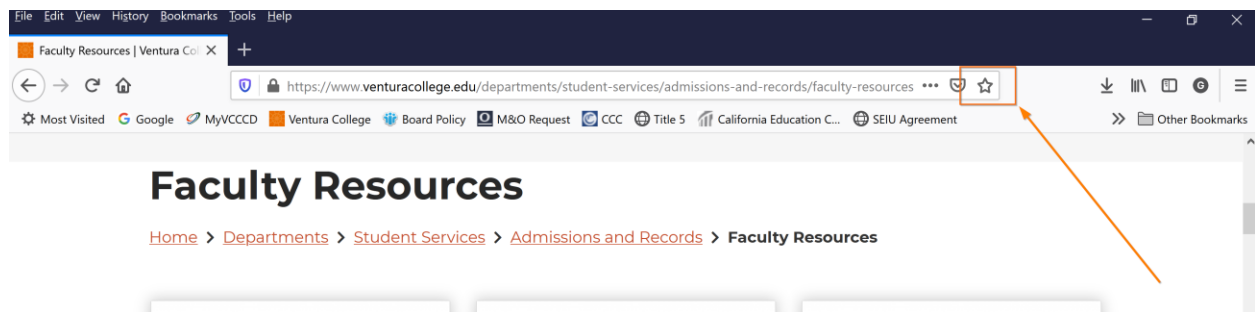 File Edit View History Bookmarks Tools Help
Faculty Resources | Ventura Col
https://www.venturacollege.edu/departments/student-services/admissions-and-records/faculty-resources
Most Visited Google MyVCCCD Ventura College Board Policy M&O Request CCC Title 5 California Education C... SEIU Agreement Other Bookmarks
Faculty Resources
Home > Departments > Student Services > Admissions and Records > Faculty Resources